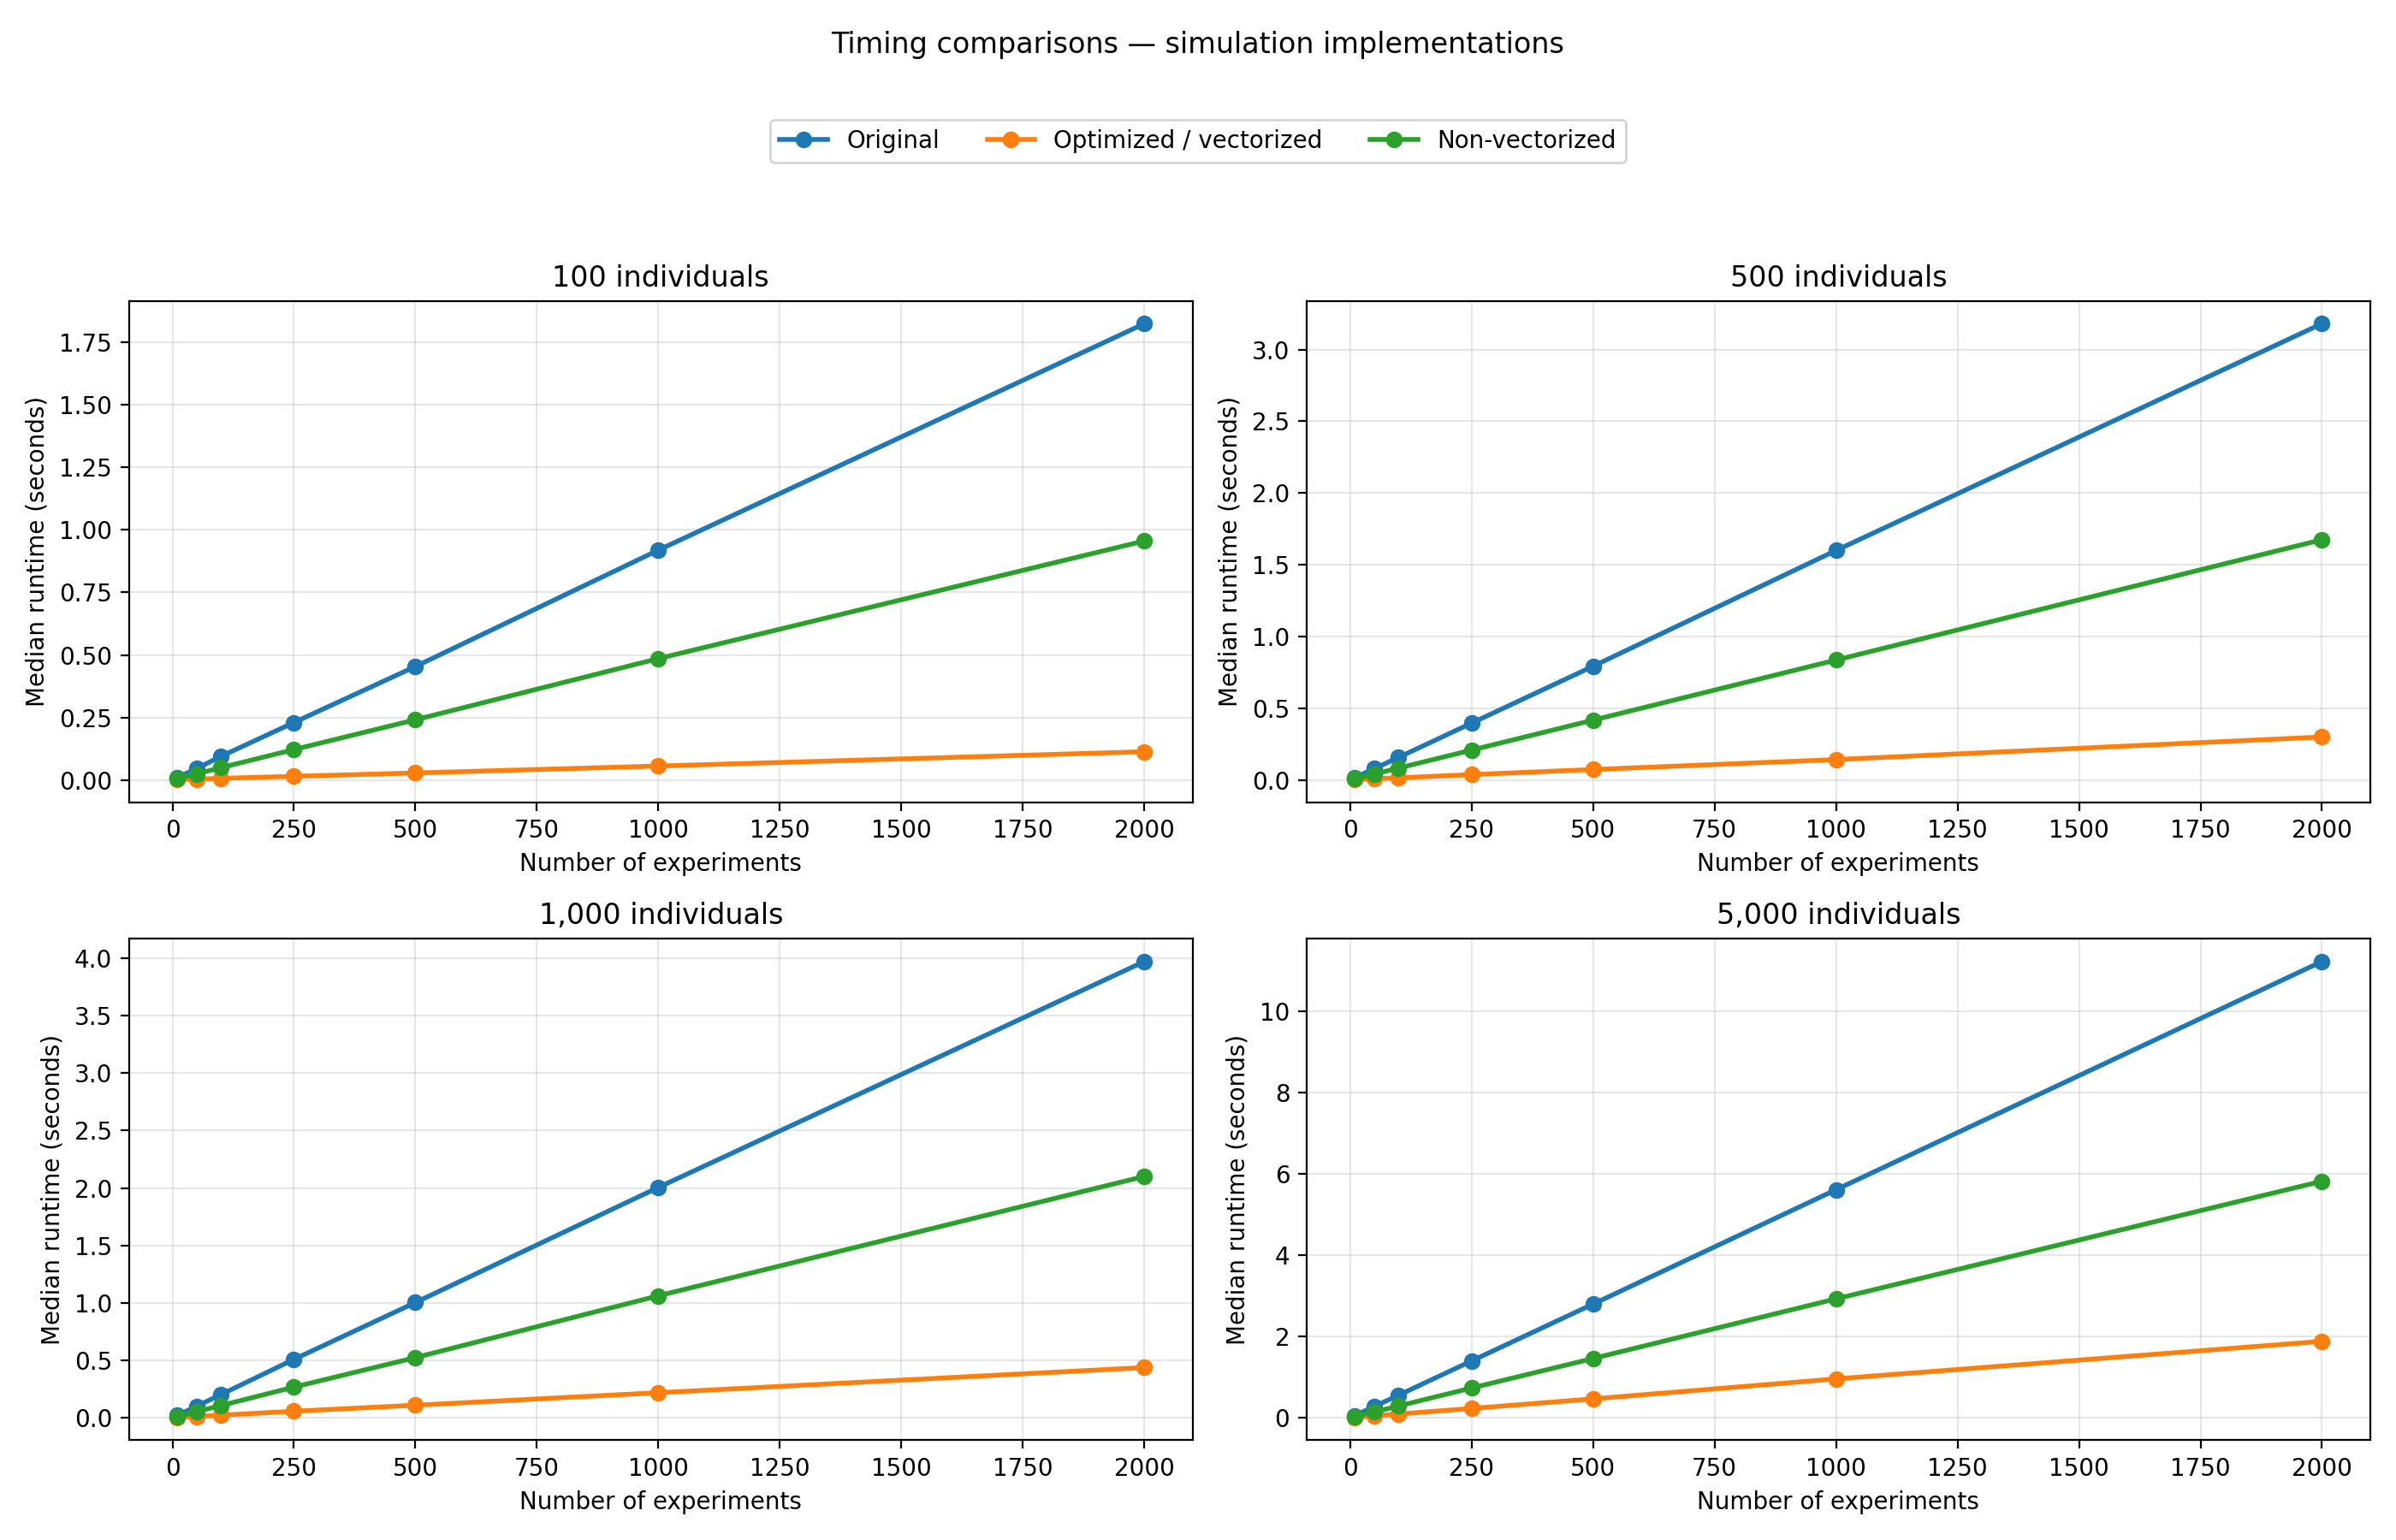 Timing comparisons — simulation implementations
Original Optimized / vectorized Non-vectorized
100 individuals
Median runtime (seconds)
1.75
1.50
1.25
1.00
0.75
0.50
0.25
0.00
0 250 500 750 1000 1250 1500 1750 2000
Number of experiments
500 individuals
Median runtime (seconds)
3.0
2.5
2.0
1.5
1.0
0.5
0.0
0 250 500 750 1000 1250 1500 1750 2000
Number of experiments
1,000 individuals
Median runtime (seconds)
4.0
3.5
3.0
2.5
2.0
1.5
1.0
0.5
0.0
0 250 500 750 1000 1250 1500 1750 2000
Number of experiments
5,000 individuals
Median runtime (seconds)
10
8
6
4
2
0
0 250 500 750 1000 1250 1500 1750 2000
Number of experiments